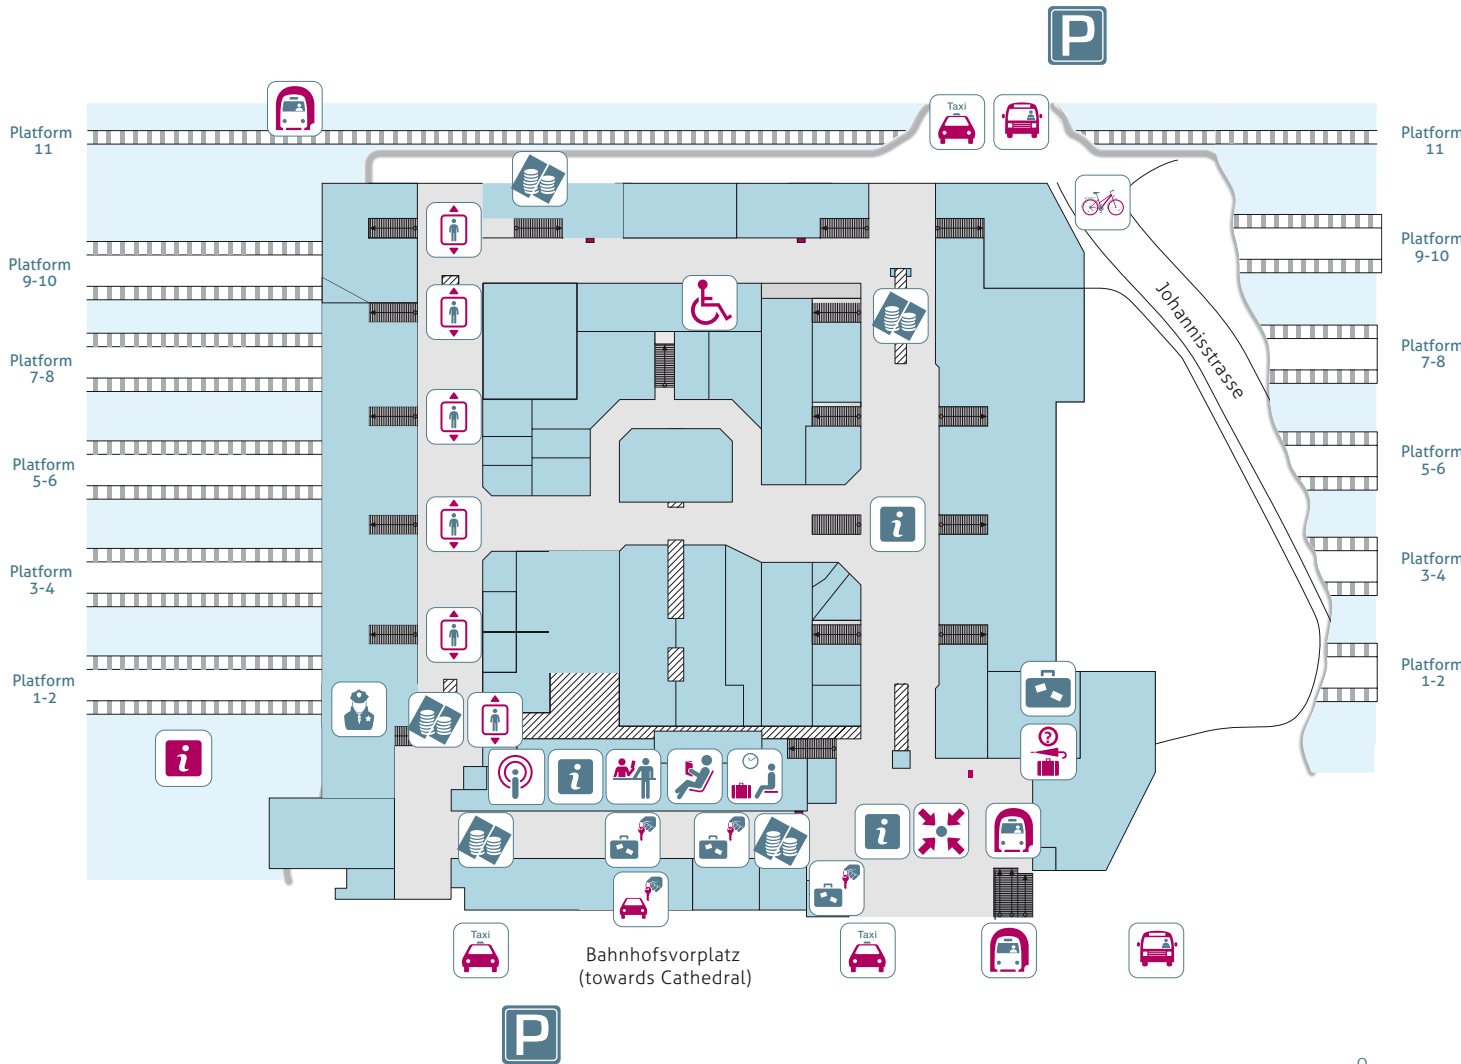 P
Taxi
Platform
11
Platform
11
Platform
9-10
Platform
9-10
Johannisstrasse
Platform
7-8
Platform
7-8
Platform
5-6
Platform
5-6
i
Platform
3-4
Platform
3-4
Platform
1-2
Platform
1-2
i
?
i
i
Taxi
Taxi
Bahnhofsvorplatz
(towards Cathedral)
P